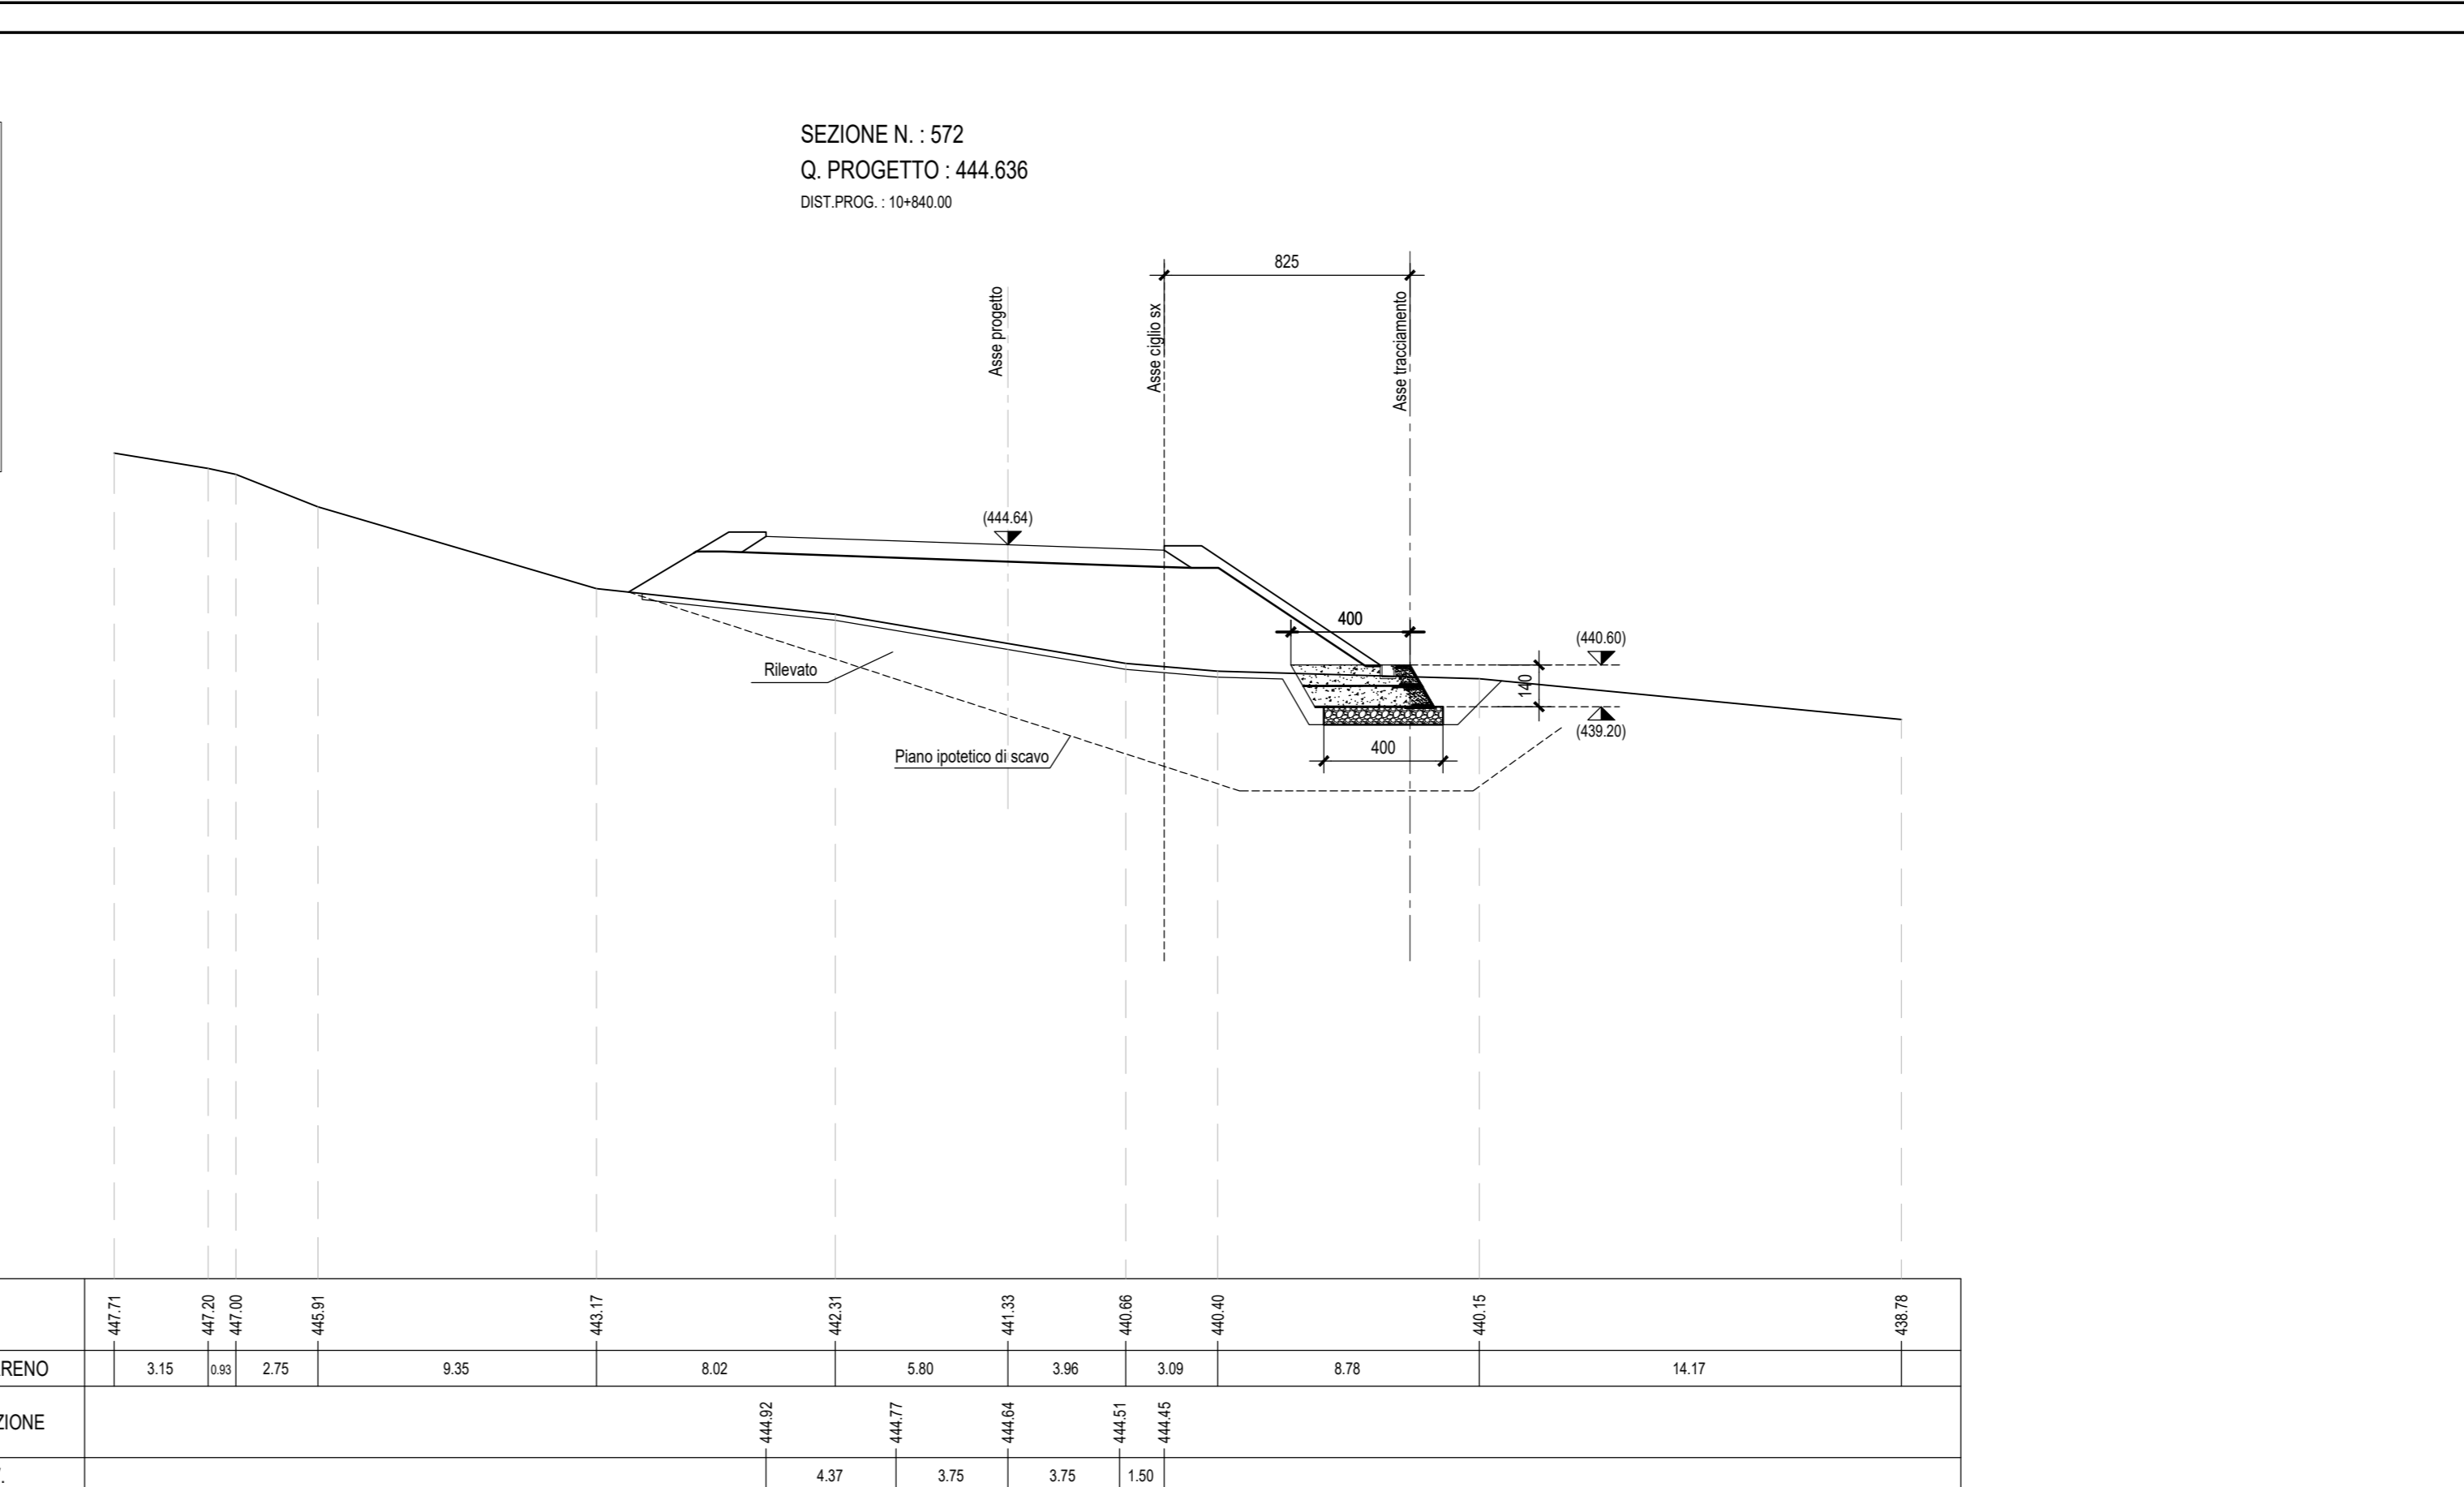 SEZIONE N. : 572
Q. PROGETTO : 444.636
DIST.PROG. : 10+840.00
825
Asse progetto
Asse ciglio sx
Asse tracciamento
(444.64)
400
(440.60)
140
(439.20)
400
Rilevato
Piano ipotetico di scavo
447.71 447.20 447.00 445.91 443.17 442.31 441.33 440.66 440.40 440.15 438.78
RENO 3.15 0.93 2.75 9.35 8.02 5.80 3.96 3.09 8.78 14.17
ZIONE 444.92 444.77 444.64 444.51 444.45
4.37 3.75 3.75 1.50